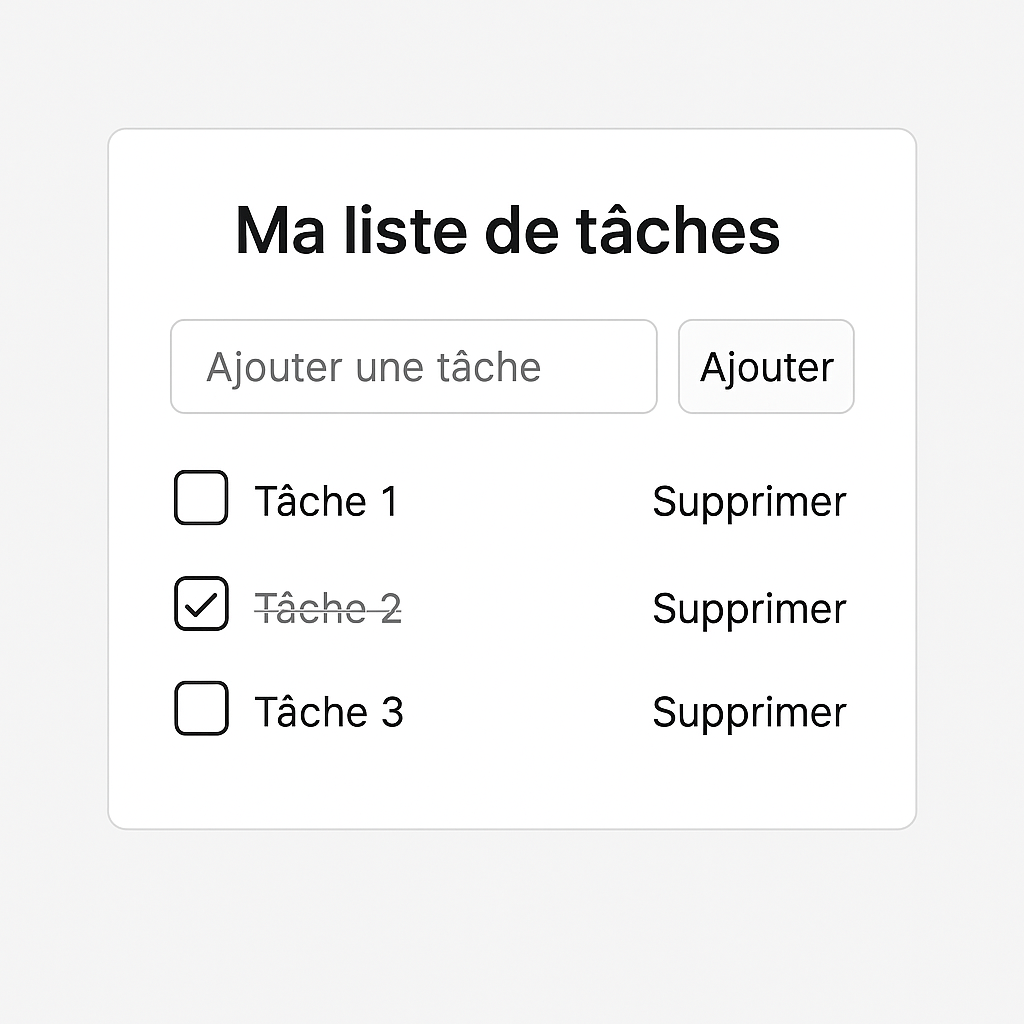 Ma liste de tâches
Ajouter une tâche Ajouter
Tâche 1 Supprimer
Tâche 2 Supprimer
Tâche 3 Supprimer